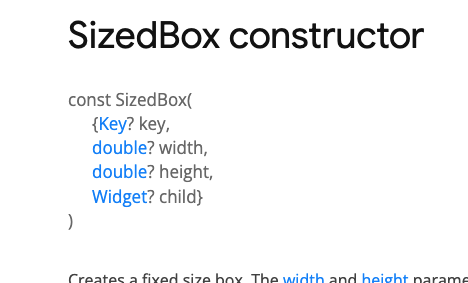 SizedBox constructor
const SizedBox(
{Key? key,
double? width,
double? height,
Widget? child}
)
Creates a fixed size box. The width and height parame